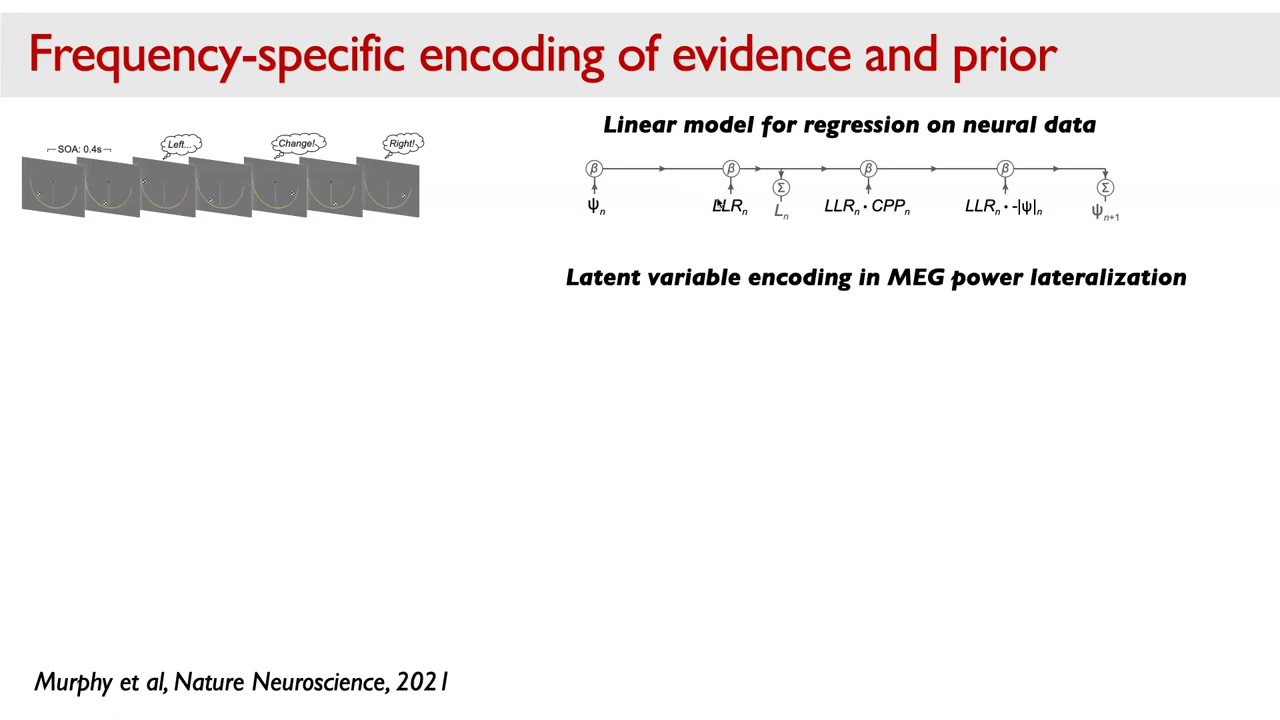 Frequency-specific encoding of evidence and prior
SOA: 0.4s
Left...
Change!
Right!
Linear model for regression on neural data
β β β β
Σ Σ
ψn LLRn Ln LLRn • CPPn LLRn • -|ψ|n ψn+1
Latent variable encoding in MEG power lateralization
Murphy et al, Nature Neuroscience, 2021